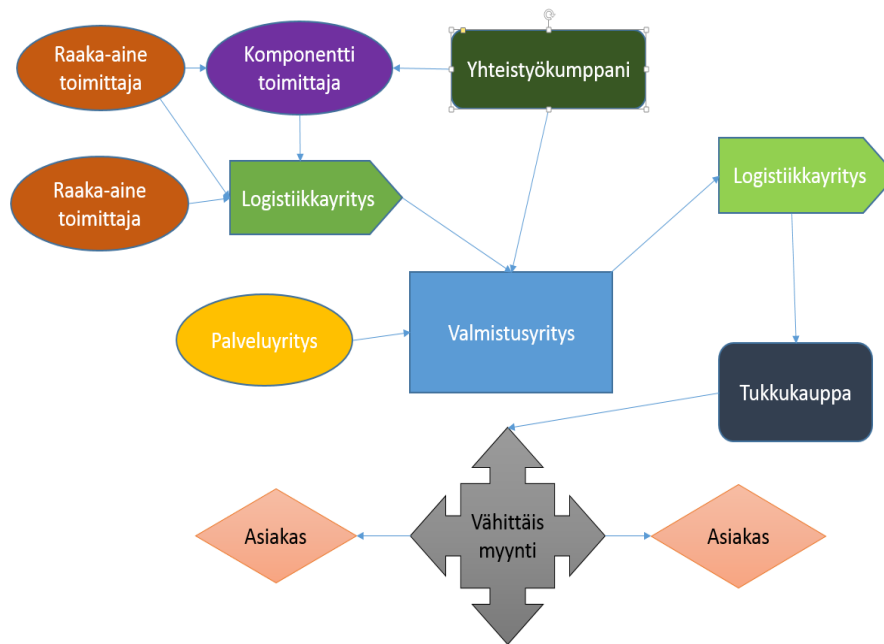 Raaka-aine
toimittaja
Komponentti
toimittaja
Yhteistyökumppani
Raaka-aine
toimittaja
Logistiikkayritys
Logistiikkayritys
Palveluyritys
Valmistusyritys
Tukkukauppa
Asiakas
Vähittäis
myynti
Asiakas